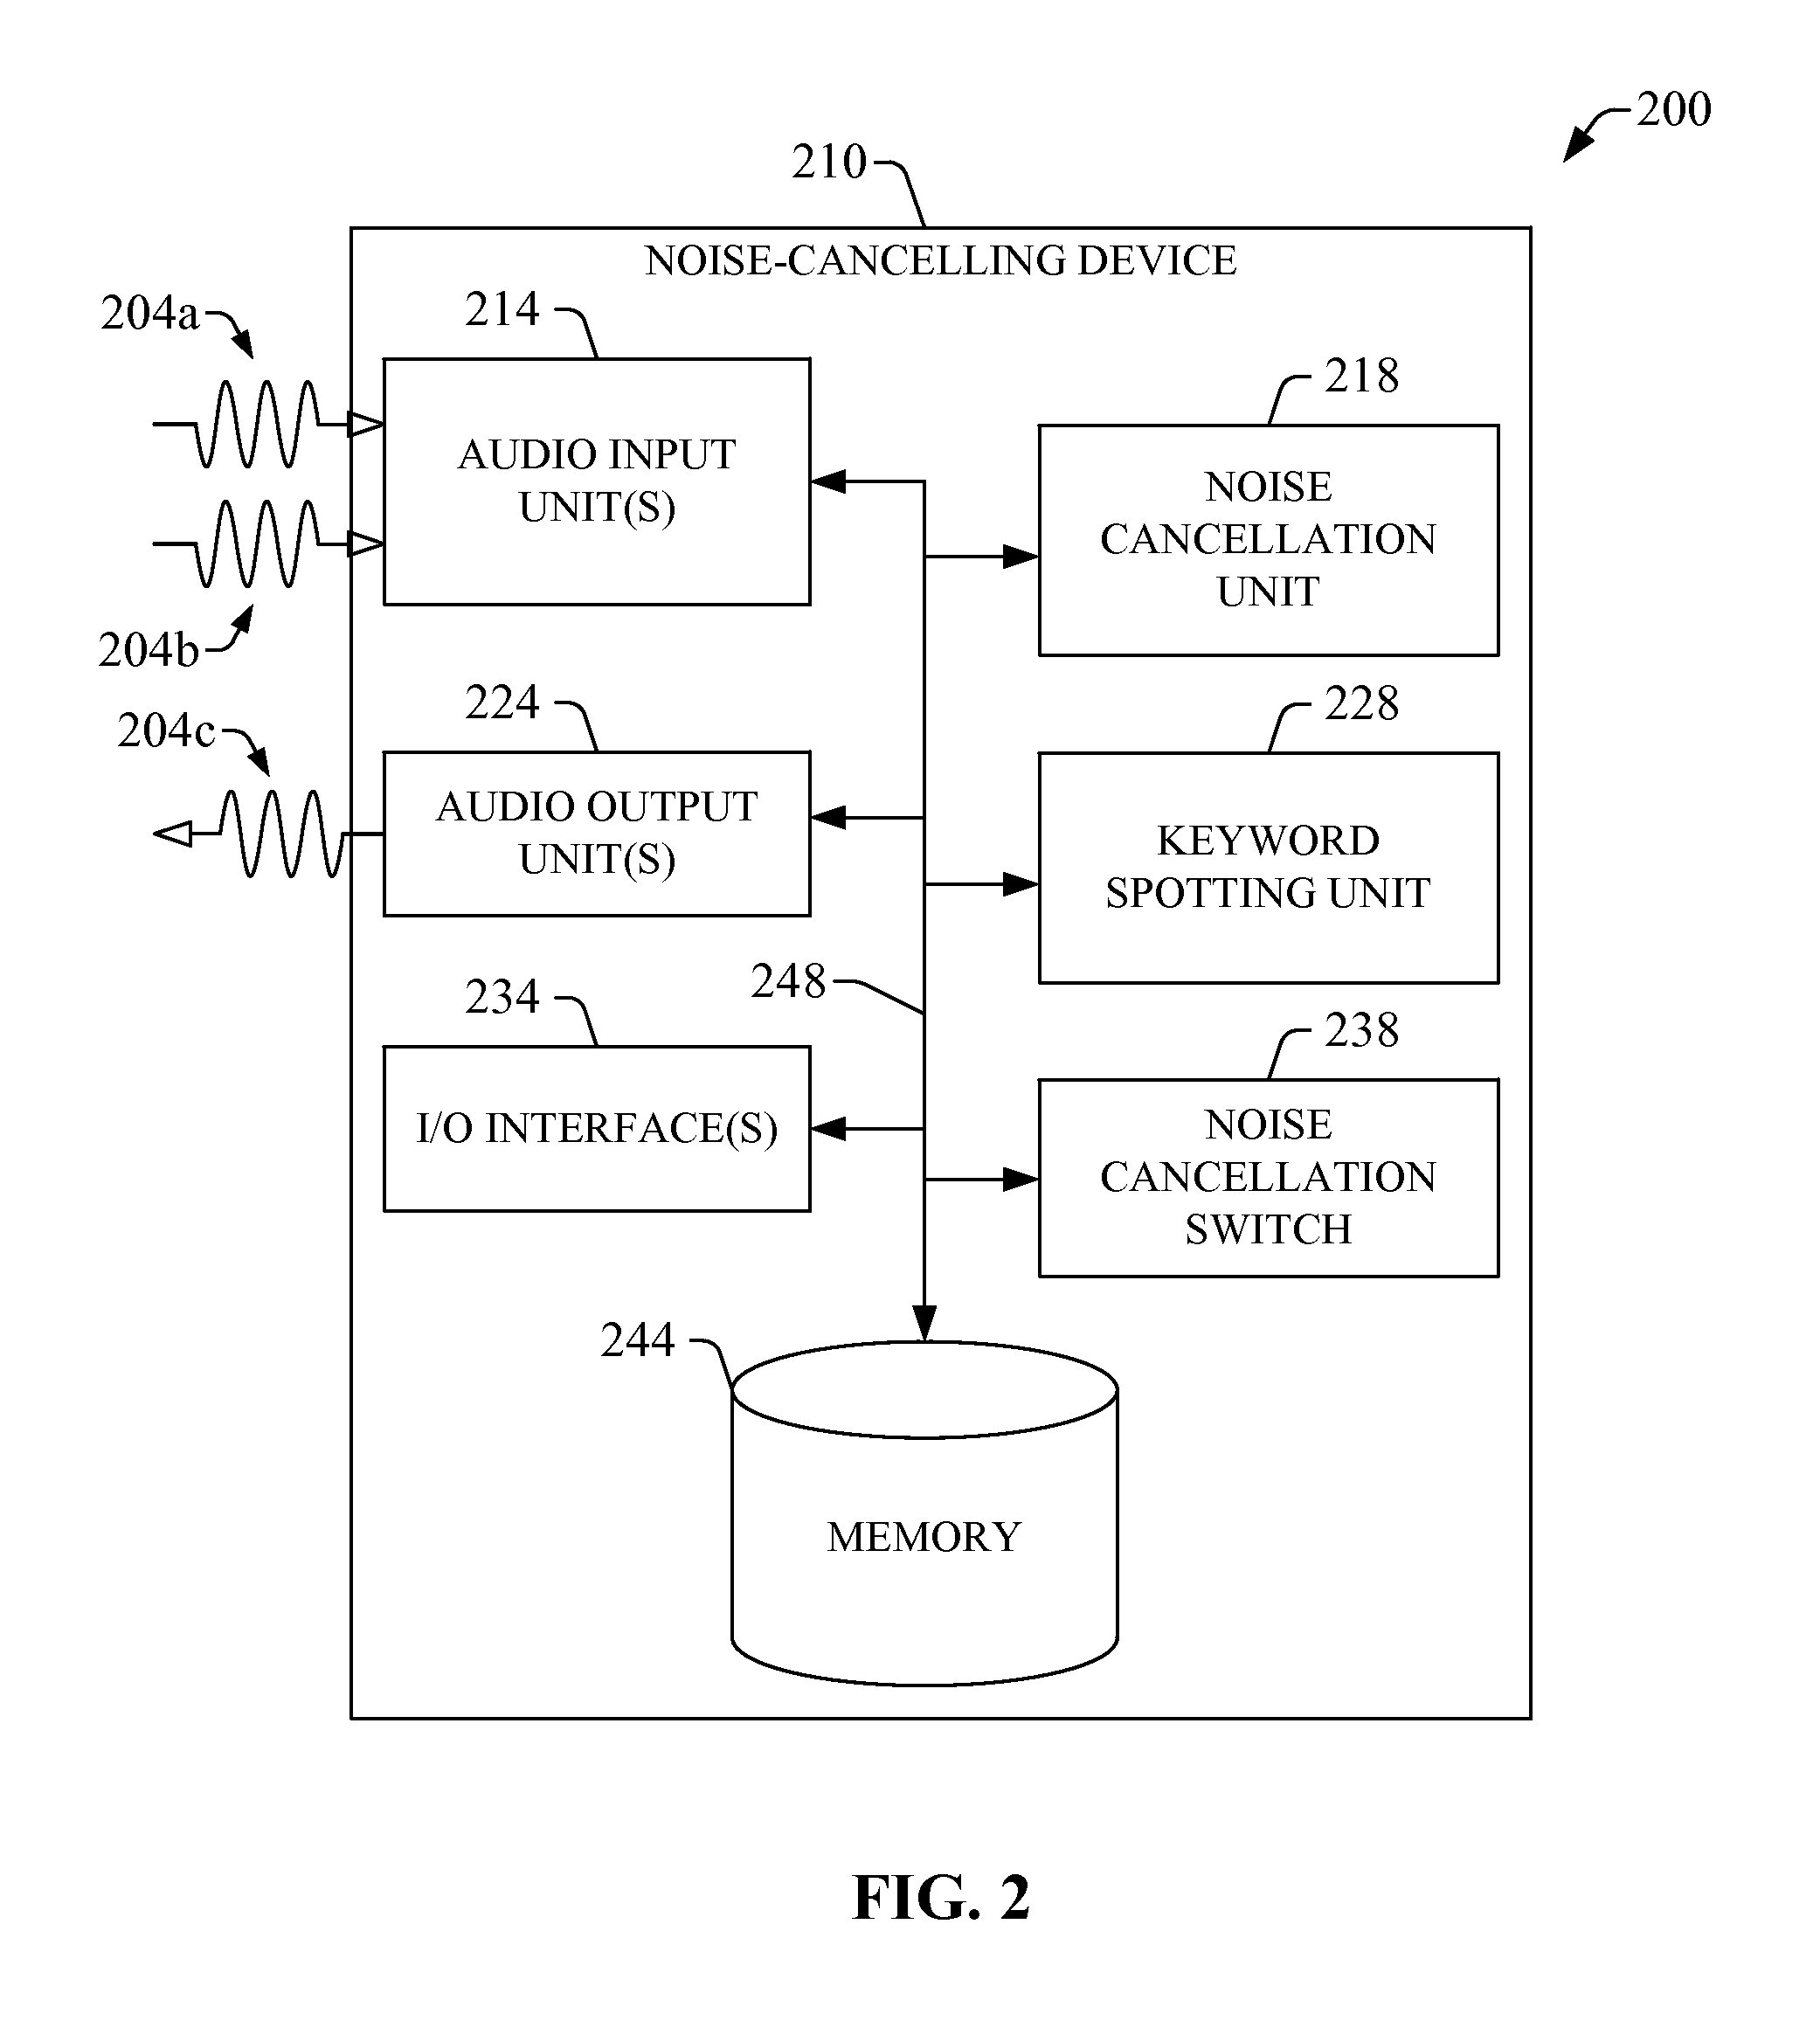 200
210
NOISE-CANCELLING DEVICE
204a
214
AUDIO INPUT
UNIT(S)
204b
218
NOISE
CANCELLATION
UNIT
204c
224
AUDIO OUTPUT
UNIT(S)
228
KEYWORD
SPOTTING UNIT
234
I/O INTERFACE(S)
248
238
NOISE
CANCELLATION
SWITCH
244
MEMORY
FIG. 2